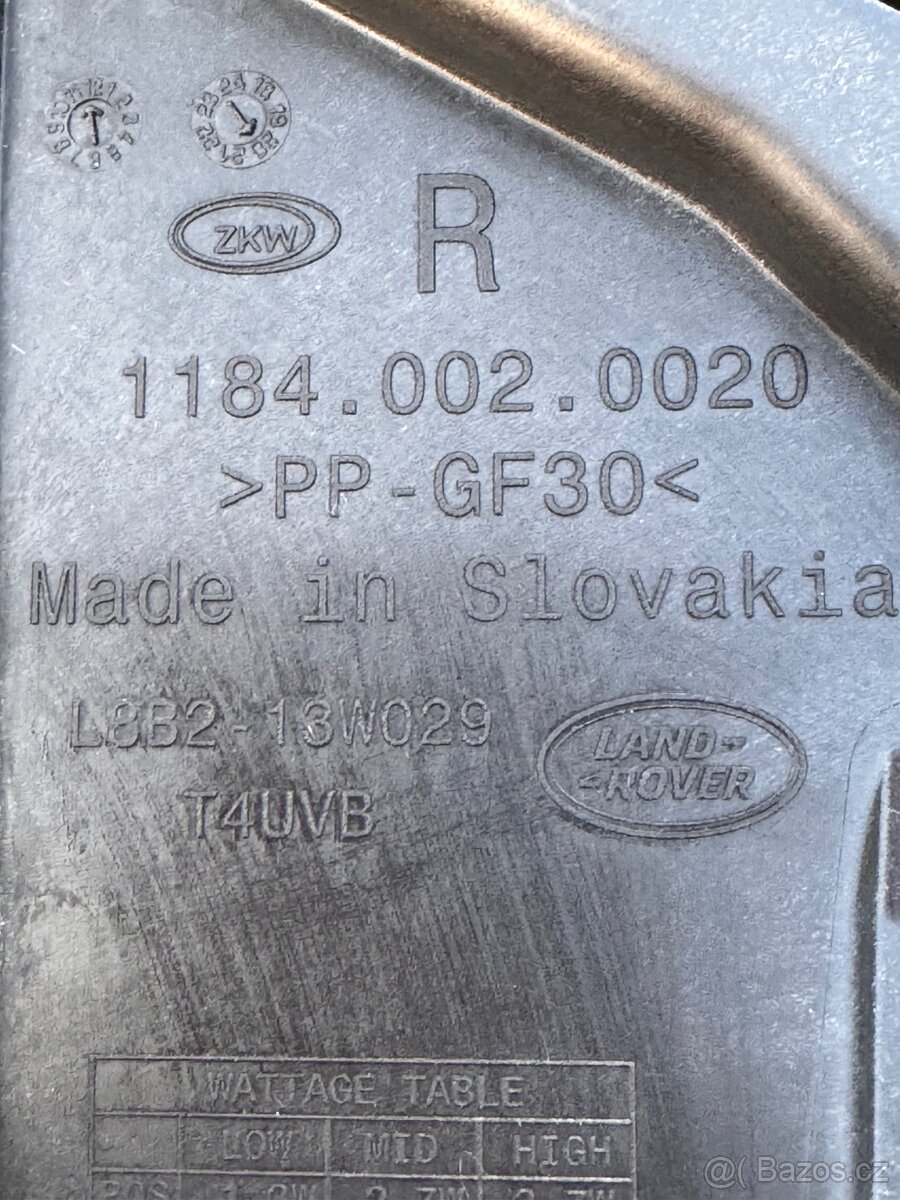 ZKW
R
1184.002.0020
>PP-GF30<
Made in Slovakia
L8B2-13W029
T4UVB
LAND-
-ROVER
WATTAGE TABLE
LOW MID HIGH
@( Bazos.cz